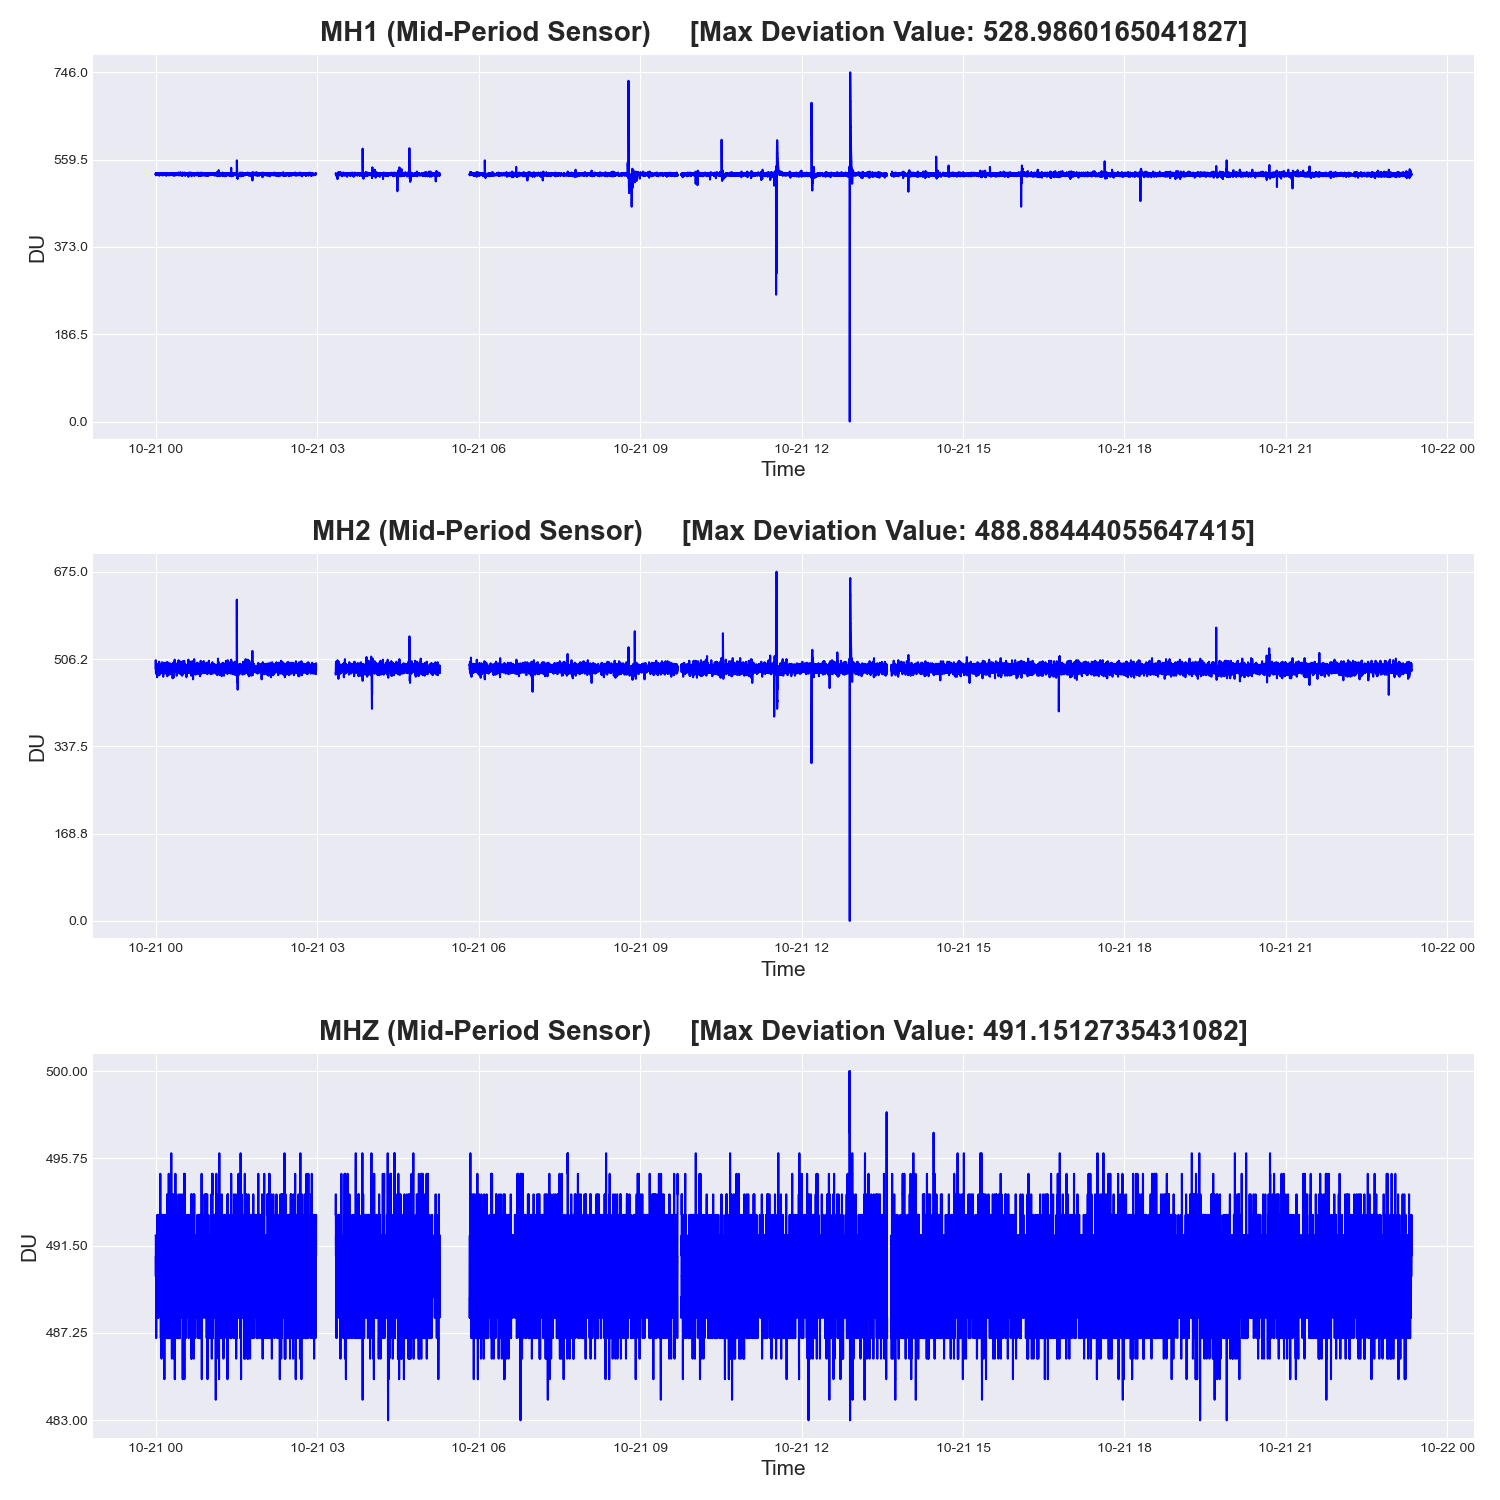 MH1 (Mid-Period Sensor) [Max Deviation Value: 528.9860165041827]
746.0
559.5
373.0
186.5
0.0
DU
10-21 00 10-21 03 10-21 06 10-21 09 10-21 12 10-21 15 10-21 18 10-21 21 10-22 00
Time
MH2 (Mid-Period Sensor) [Max Deviation Value: 488.88444055647415]
675.0
506.2
337.5
168.8
0.0
DU
10-21 00 10-21 03 10-21 06 10-21 09 10-21 12 10-21 15 10-21 18 10-21 21 10-22 00
Time
MHZ (Mid-Period Sensor) [Max Deviation Value: 491.1512735431082]
500.00
495.75
491.50
487.25
483.00
DU
10-21 00 10-21 03 10-21 06 10-21 09 10-21 12 10-21 15 10-21 18 10-21 21 10-22 00
Time